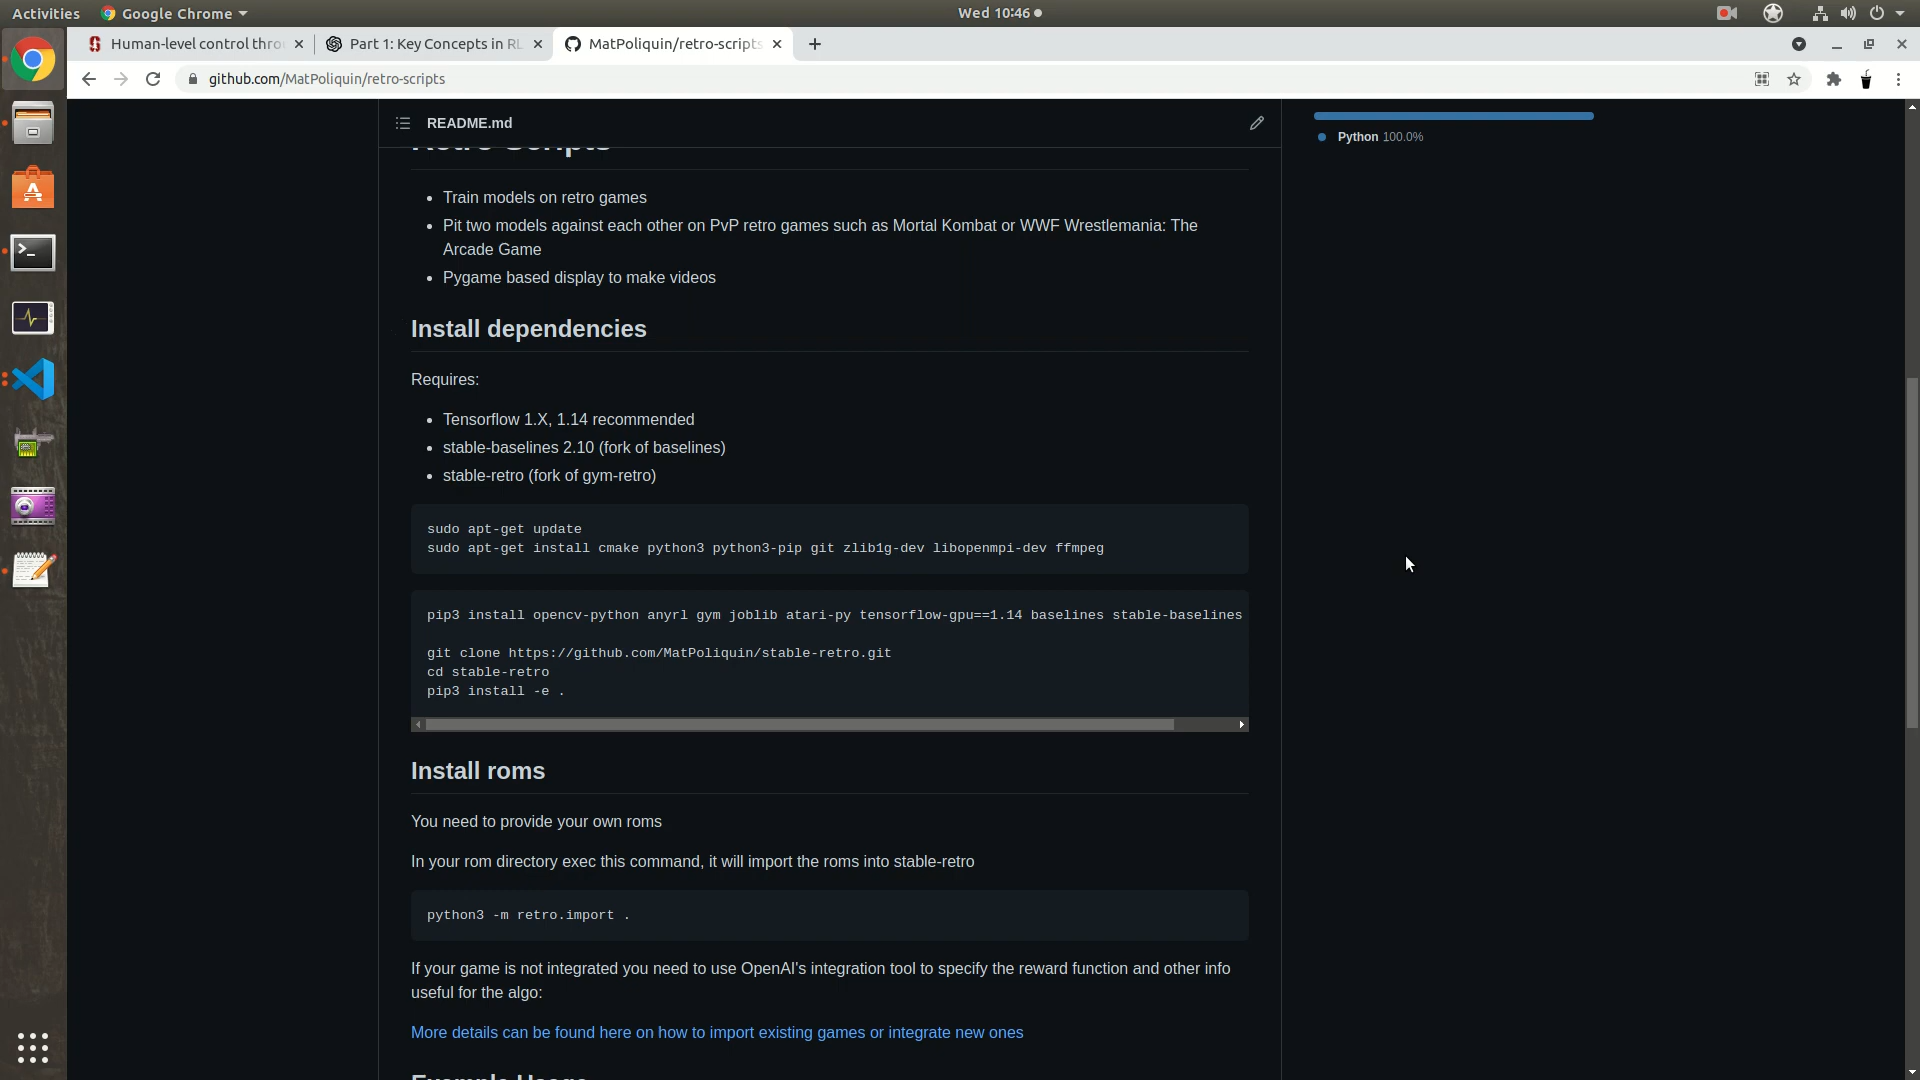 Activities
Google Chrome
Wed 10:46
Human-level control thro
Part 1: Key Concepts in RL
MatPoliquin/retro-scripts
github.com/MatPoliquin/retro-scripts
README.md
Python 100.0%
Retro Scripts
Train models on retro games
Pit two models against each other on PvP retro games such as Mortal Kombat or WWF Wrestlemania: The
Arcade Game
Pygame based display to make videos
Install dependencies
Requires:
Tensorflow 1.X, 1.14 recommended
stable-baselines 2.10 (fork of baselines)
stable-retro (fork of gym-retro)
sudo apt-get update
sudo apt-get install cmake python3 python3-pip git zlib1g-dev libopenmpi-dev ffmpeg
pip3 install opencv-python anyrl gym joblib atari-py tensorflow-gpu==1.14 baselines stable-baselines
git clone https://github.com/MatPoliquin/stable-retro.git
cd stable-retro
pip3 install -e .
Install roms
You need to provide your own roms
In your rom directory exec this command, it will import the roms into stable-retro
python3 -m retro.import .
If your game is not integrated you need to use OpenAI's integration tool to specify the reward function and other info
useful for the algo:
More details can be found here on how to import existing games or integrate new ones
Example Usage